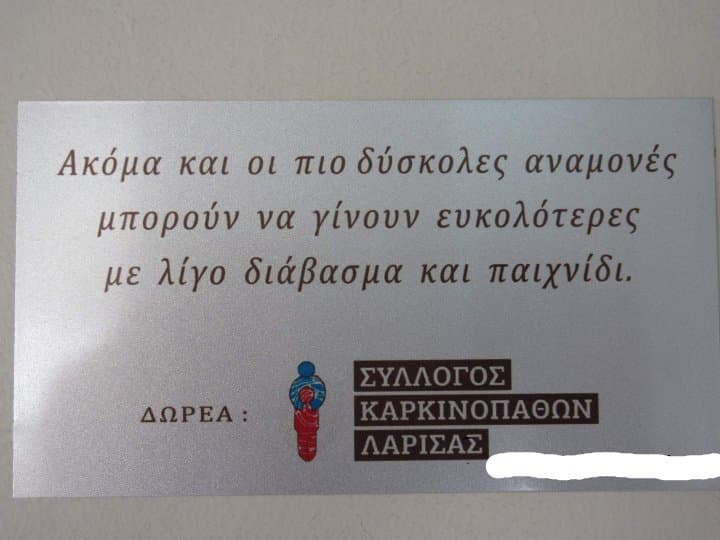 Ακόμα και οι πιο δύσκολες αναμονές
μπορούν να γίνουν ευκολότερες
με λίγο διάβασμα και παιχνίδι.
ΔΩΡΕΑ :
ΣΥΛΛΟΓΟΣ
ΚΑΡΚΙΝΟΠΑΘΩΝ
ΛΑΡΙΣΑΣ